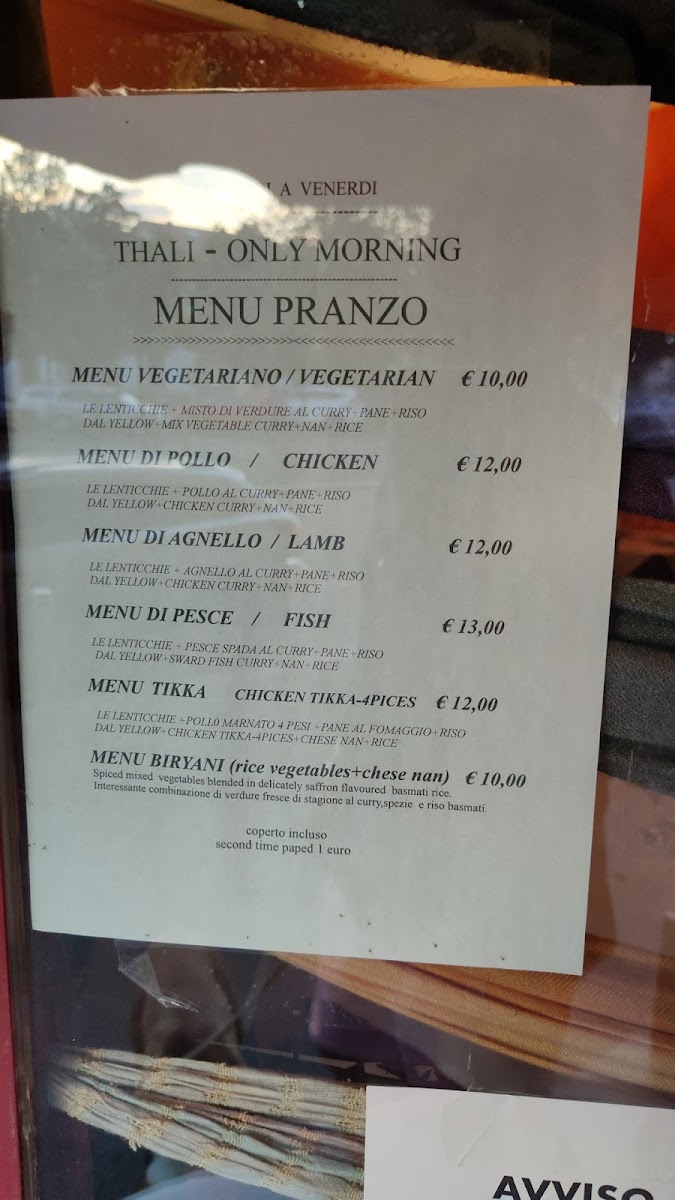 A VENERDI
THALI - ONLY MORNING
MENU PRANZO
>>>>>>>>>>>>>>>>>>>>>>><<<<<<<<<<<<<<<<<<<<<<<
MENU VEGETARIANO / VEGETARIAN € 10,00
LE LENTICCHIE + MISTO DI VERDURE AL CURRY+PANE+RISO
DAL YELLOW+MIX VEGETABLE CURRY+NAN+RICE
MENU DI POLLO / CHICKEN € 12,00
LE LENTICCHIE + POLLO AL CURRY+PANE+RISO
DAL YELLOW+CHICKEN CURRY+NAN+RICE
MENU DI AGNELLO / LAMB € 12,00
LE LENTICCHIE + AGNELLO AL CURRY+PANE+RISO
DAL YELLOW+CHICKEN CURRY+NAN+RICE
MENU DI PESCE / FISH € 13,00
LE LENTICCHIE + PESCE SPADA AL CURRY+PANE+RISO
DAL YELLOW+SWARD FISH CURRY+NAN+RICE
MENU TIKKA CHICKEN TIKKA-4PICES € 12,00
LE LENTICCHIE +POLL0 MARNATO 4 PESI +PANE AL FOMAGGIO+RISO
DAL YELLOW+CHICKEN TIKKA-4PICES+CHESE NAN+RICE
MENU BIRYANI (rice vegetables+chese nan) € 10,00
Spiced mixed vegetables blended in delicately saffron flavoured basmati rice.
Interessante combinazione di verdure fresce di stagione al curry,spezie e riso basmati.
coperto incluso
second time paped 1 euro
AVVISO